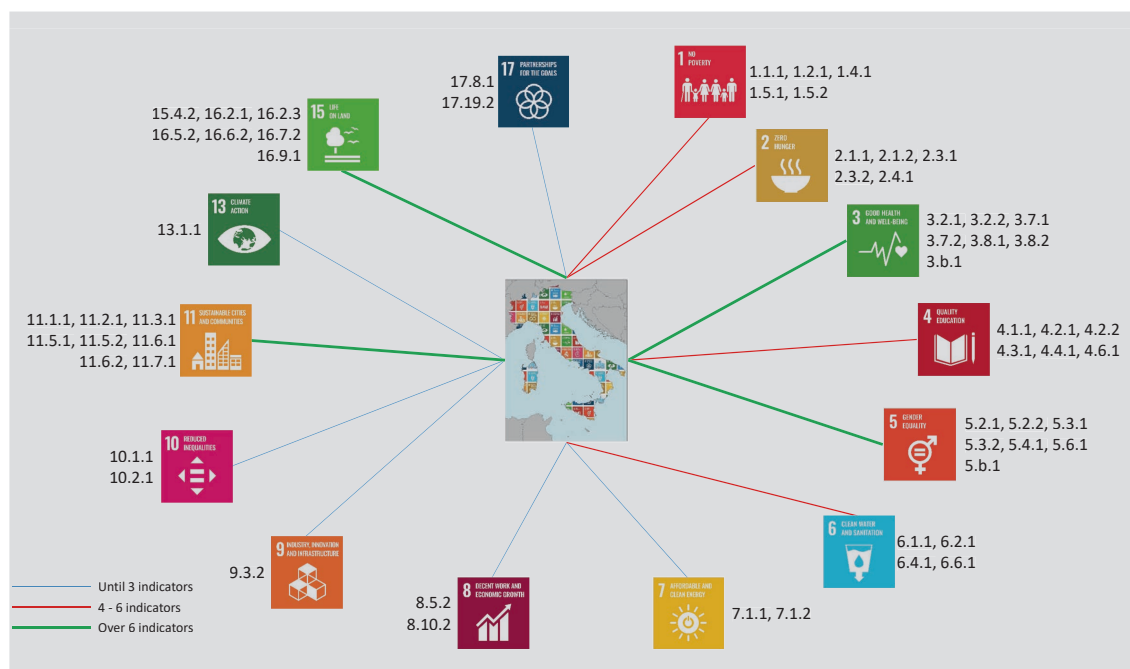 17 PARTNERSHIPS
FOR THE GOALS
17.8.1
17.19.2
1 NO
POVERTY
1.1.1, 1.2.1, 1.4.1
1.5.1, 1.5.2
15 LIFE
ON LAND
15.4.2, 16.2.1, 16.2.3
16.5.2, 16.6.2, 16.7.2
16.9.1
2 ZERO
HUNGER
2.1.1, 2.1.2, 2.3.1
2.3.2, 2.4.1
13 CLIMATE
ACTION
13.1.1
3 GOOD HEALTH
AND WELL-BEING
3.2.1, 3.2.2, 3.7.1
3.7.2, 3.8.1, 3.8.2
3.b.1
11 SUSTAINABLE CITIES
AND COMMUNITIES
11.1.1, 11.2.1, 11.3.1
11.5.1, 11.5.2, 11.6.1
11.6.2, 11.7.1
4 QUALITY
EDUCATION
4.1.1, 4.2.1, 4.2.2
4.3.1, 4.4.1, 4.6.1
10 REDUCED
INEQUALITIES
10.1.1
10.2.1
5 GENDER
EQUALITY
5.2.1, 5.2.2, 5.3.1
5.3.2, 5.4.1, 5.6.1
5.b.1
9 INDUSTRY, INNOVATION
AND INFRASTRUCTURE
9.3.2
6 CLEAN WATER
AND SANITATION
6.1.1, 6.2.1
6.4.1, 6.6.1
8 DECENT WORK AND
ECONOMIC GROWTH
8.5.2
8.10.2
7 AFFORDABLE AND
CLEAN ENERGY
7.1.1, 7.1.2
Until 3 indicators
4 - 6 indicators
Over 6 indicators